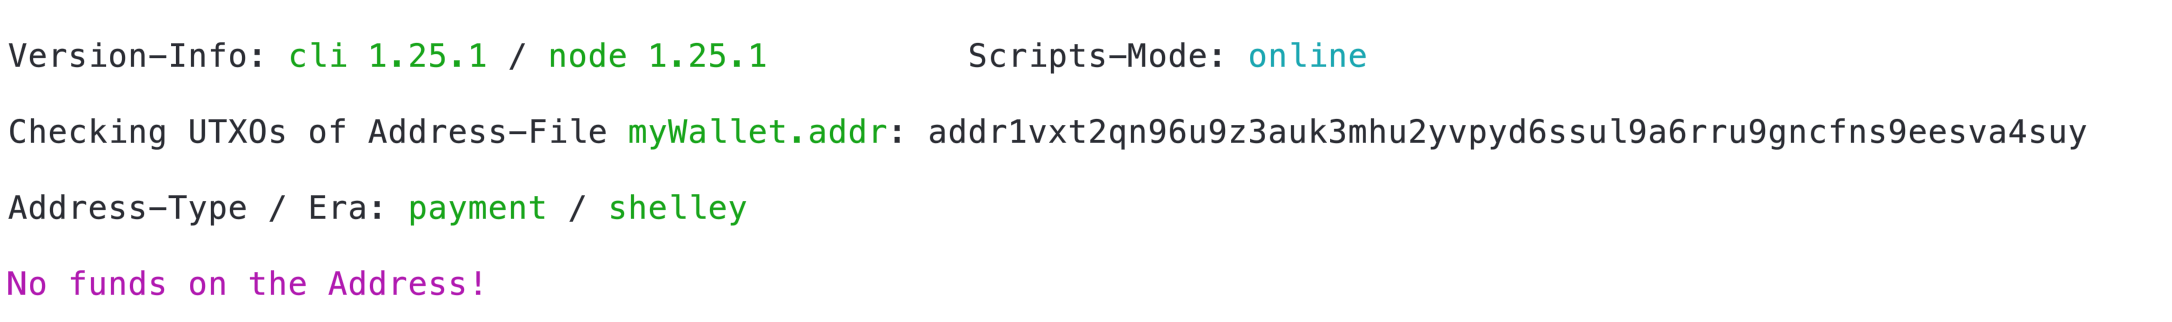 Version-Info: cli 1.25.1 / node 1.25.1          Scripts-Mode: online
Checking UTXOs of Address-File myWallet.addr: addr1vxt2qn96u9z3auk3mhu2yvpyd6ssul9a6rru9gncfns9eesva4suy
Address-Type / Era: payment / shelley
No funds on the Address!